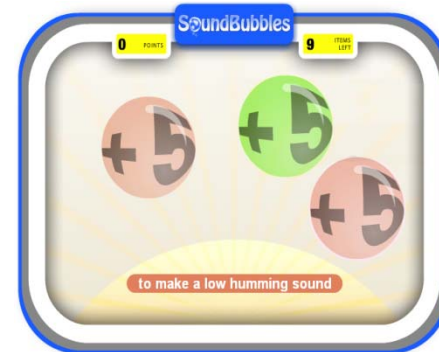 SoundBubbles
0 POINTS
9 ITEMS LEFT
+ 5
+ 5
+ 5
to make a low humming sound